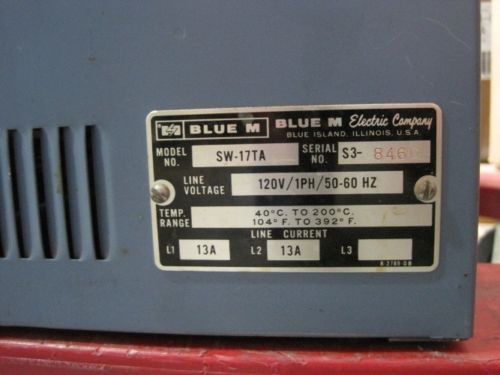 BLUE M BLUE M Electric Company
BLUE ISLAND, ILLINOIS, U.S.A.
MODEL NO. SW-17TA SERIAL NO. S3-
LINE VOLTAGE 120V/1PH/50-60 HZ
TEMP. RANGE 40°C. TO 200°C.
104°F. TO 392°F.
LINE CURRENT
L1 13A L2 13A L3